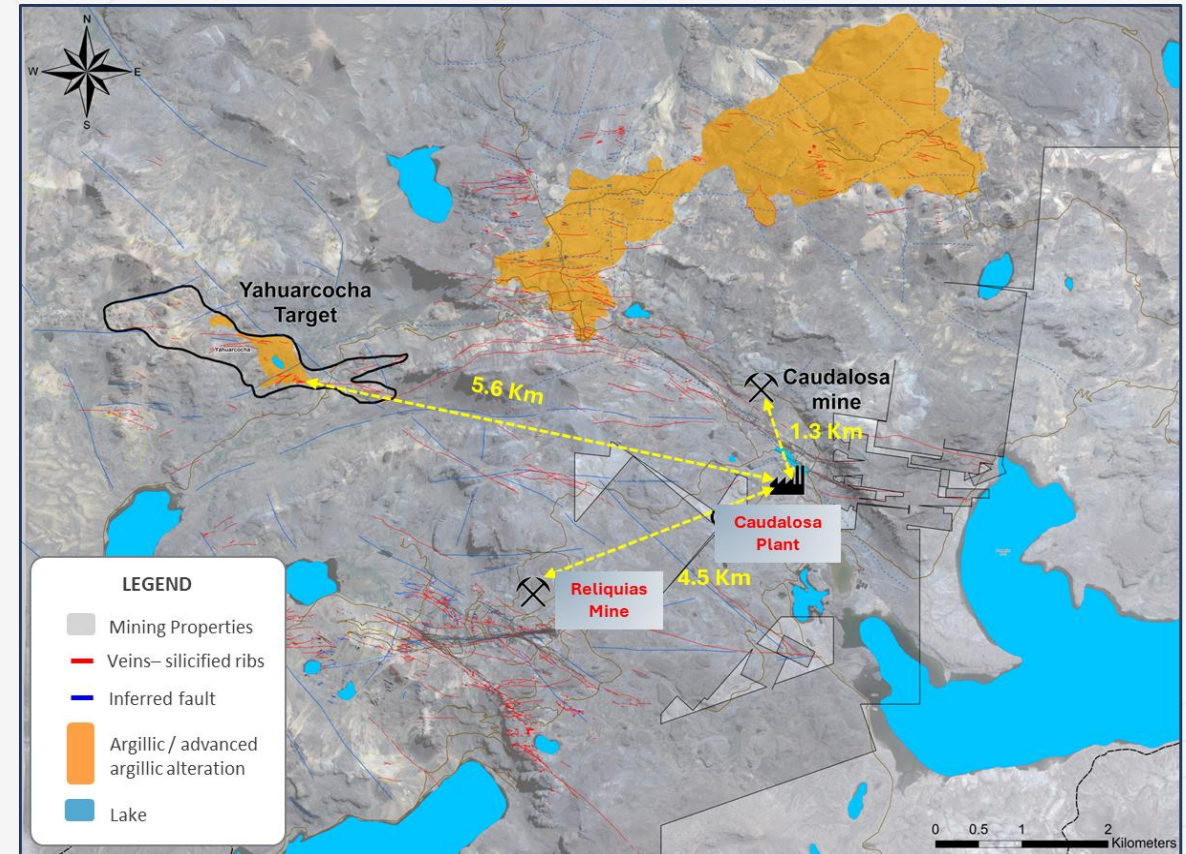 N
W
E
S
Yahuarcocha
Target
Yahuarcocha
5.6 Km
Caudalosa
mine
1.3 Km
Caudalosa
Plant
4.5 Km
Reliquias
Mine
LEGEND
Mining Properties
Veins– silicified ribs
Inferred fault
Argillic / advanced
argillic alteration
Lake
0 0.5 1 2
Kilometers